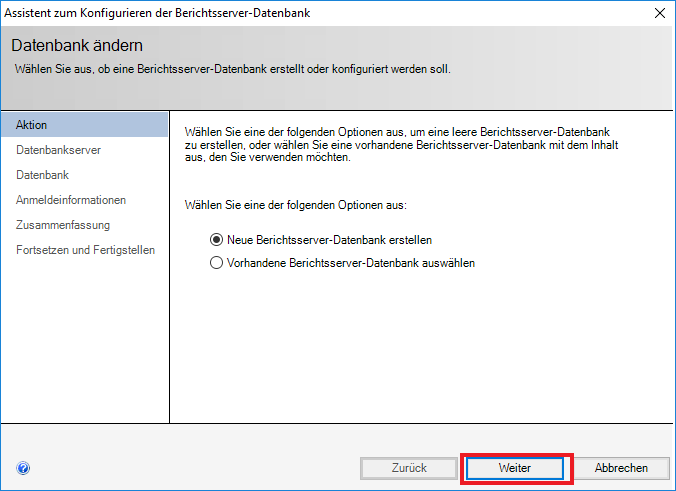 Assistent zum Konfigurieren der Berichtsserver-Datenbank
Datenbank ändern
Wählen Sie aus, ob eine Berichtsserver-Datenbank erstellt oder konfiguriert werden soll.
Aktion
Datenbankserver
Datenbank
Anmeldeinformationen
Zusammenfassung
Fortsetzen und Fertigstellen
Wählen Sie eine der folgenden Optionen aus, um eine leere Berichtsserver-Datenbank
zu erstellen, oder wählen Sie eine vorhandene Berichtsserver-Datenbank mit dem Inhalt
aus, den Sie verwenden möchten.
Wählen Sie eine der folgenden Optionen aus:
Neue Berichtsserver-Datenbank erstellen
Vorhandene Berichtsserver-Datenbank auswählen
?
Zurück
Weiter
Abbrechen